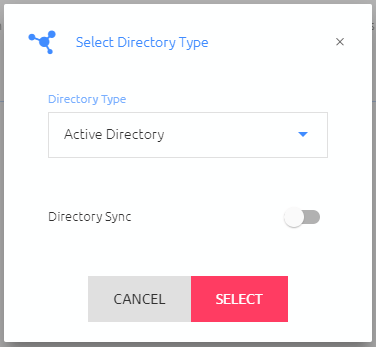 Select Directory Type
×
Directory Type
Active Directory
Directory Sync
CANCEL
SELECT